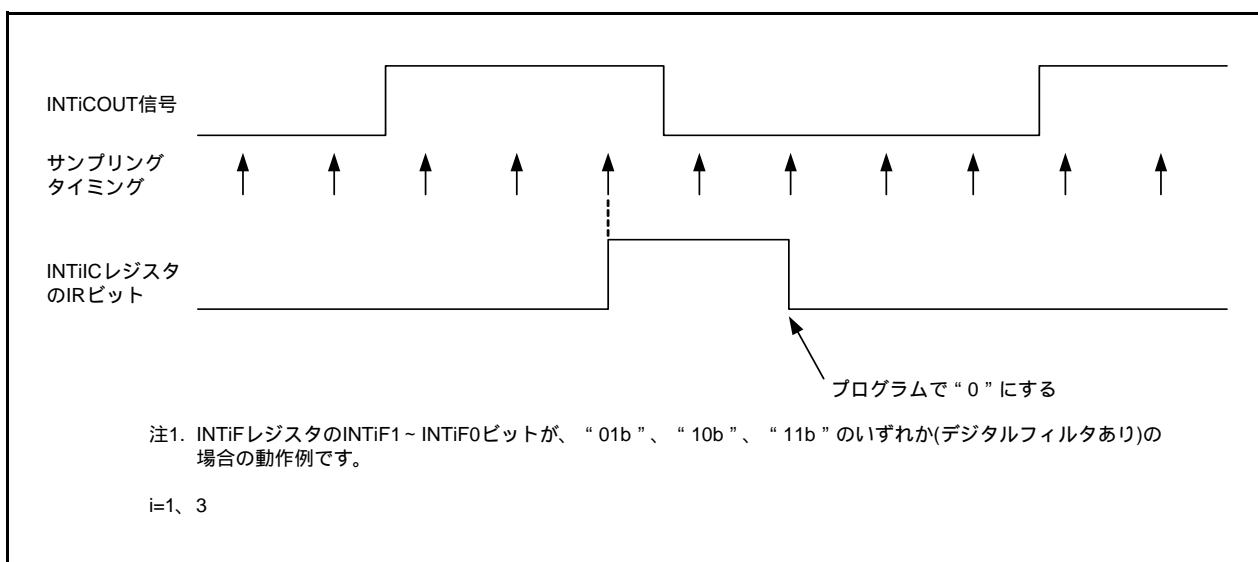 INTiCOUT信号
サンプリング
タイミング
INTiICレジスタ
のIRビット
プログラムで“0”にする
注1. INTiFレジスタのINTiF1~INTiF0ビットが、“01b”、“10b”、“11b”のいずれか(デジタルフィルタあり)の
場合の動作例です。
i=1、3